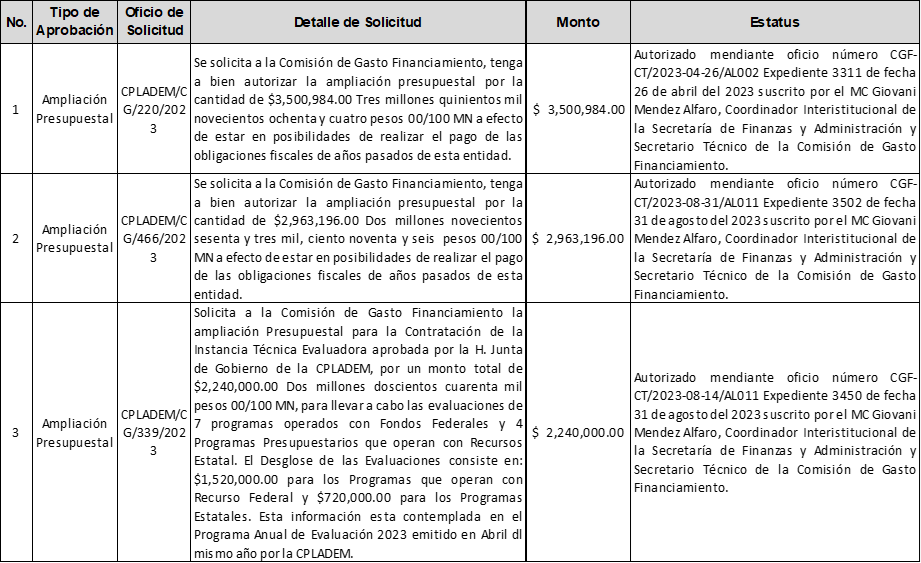 No.
Tipo de
Aprobación
Oficio de
Solicitud
Detalle de Solicitud
Monto
Estatus
1
Ampliación
Presupuestal
CPLADEM/C
G/220/202
3
Se solicita a la Comisión de Gasto Financiamiento, tenga
a bien autorizar la ampliación presupuestal por la
cantidad de $3,500,984.00 Tres millones quinientos mil
novecientos ochenta y cuatro pesos 00/100 MN a efecto
de estar en posibilidades de realizar el pago de las
obligaciones fiscales de años pasados de esta entidad.
$ 3,500,984.00
Autorizado mendiante oficio número CGF-
CT/2023-04-26/AL002 Expediente 3311 de fecha
26 de abril del 2023 suscrito por el MC Giovani
Mendez Alfaro, Coordinador Interistitucional de
la Secretaría de Finanzas y Administración y
Secretario Técnico de la Comisión de Gasto
Financiamiento.
2
Ampliación
Presupuestal
CPLADEM/C
G/466/202
3
Se solicita a la Comisión de Gasto Financiamiento, tenga
a bien autorizar la ampliación presupuestal por la
cantidad de $2,963,196.00 Dos millones novecientos
sesenta y tres mil, ciento noventa y seis pesos 00/100
MN a efecto de estar en posibilidades de realizar el pago
de las obligaciones fiscales de años pasados de esta
entidad.
$ 2,963,196.00
Autorizado mendiante oficio número CGF-
CT/2023-08-31/AL011 Expediente 3502 de fecha
31 de agosto del 2023 suscrito por el MC Giovani
Mendez Alfaro, Coordinador Interistitucional de
la Secretaría de Finanzas y Administración y
Secretario Técnico de la Comisión de Gasto
Financiamiento.
3
Ampliación
Presupuestal
CPLADEM/C
G/339/202
3
Solicita a la Comisión de Gasto Financiamiento la
ampliación Presupuestal para la Contratación de la
Instancia Técnica Evaluadora aprobada por la H. Junta
de Gobierno de la CPLADEM, por un monto total de
$2,240,000.00 Dos millones doscientos cuarenta mil
pesos 00/100 MN, para llevar a cabo las evaluaciones de
7 programas operados con Fondos Federales y 4
Programas Presupuestarios que operan con Recursos
Estatal. El Desglose de las Evaluaciones consiste en:
$1,520,000.00 para los Programas que operan con
Recurso Federal y $720,000.00 para los Programas
Estatales. Esta información esta contemplada en el
Programa Anual de Evaluación 2023 emitido en Abril dl
mismo año por la CPLADEM.
$ 2,240,000.00
Autorizado mendiante oficio número CGF-
CT/2023-08-14/AL011 Expediente 3450 de fecha
31 de agosto del 2023 suscrito por el MC Giovani
Mendez Alfaro, Coordinador Interistitucional de
la Secretaría de Finanzas y Administración y
Secretario Técnico de la Comisión de Gasto
Financiamiento.